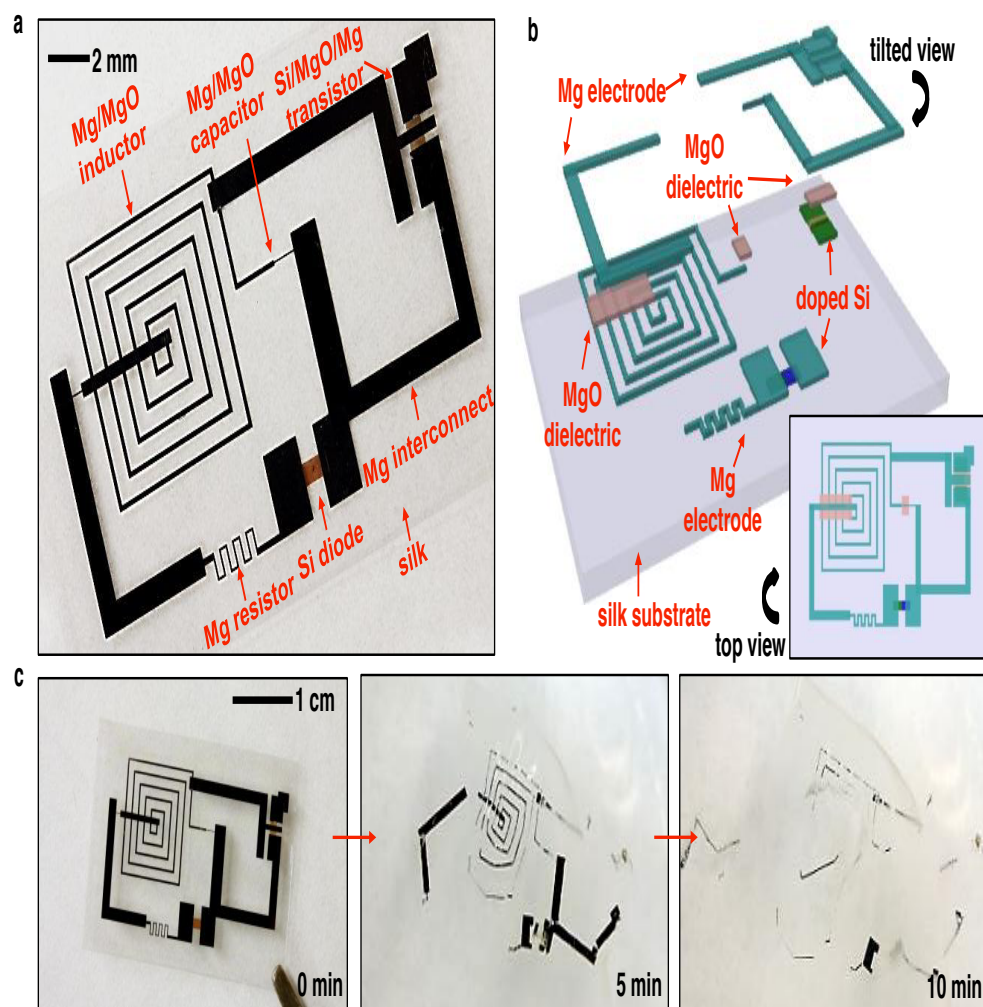 a
2 mm
Mg/MgO
inductor
Mg/MgO
capacitor
Si/MgO/Mg
transistor
Mg interconnect
Si diode
Mg resistor
silk
b
tilted view
Mg electrode
MgO
dielectric
doped Si
MgO
dielectric
Mg
electrode
silk substrate
top view
c
1 cm
0 min
5 min
10 min